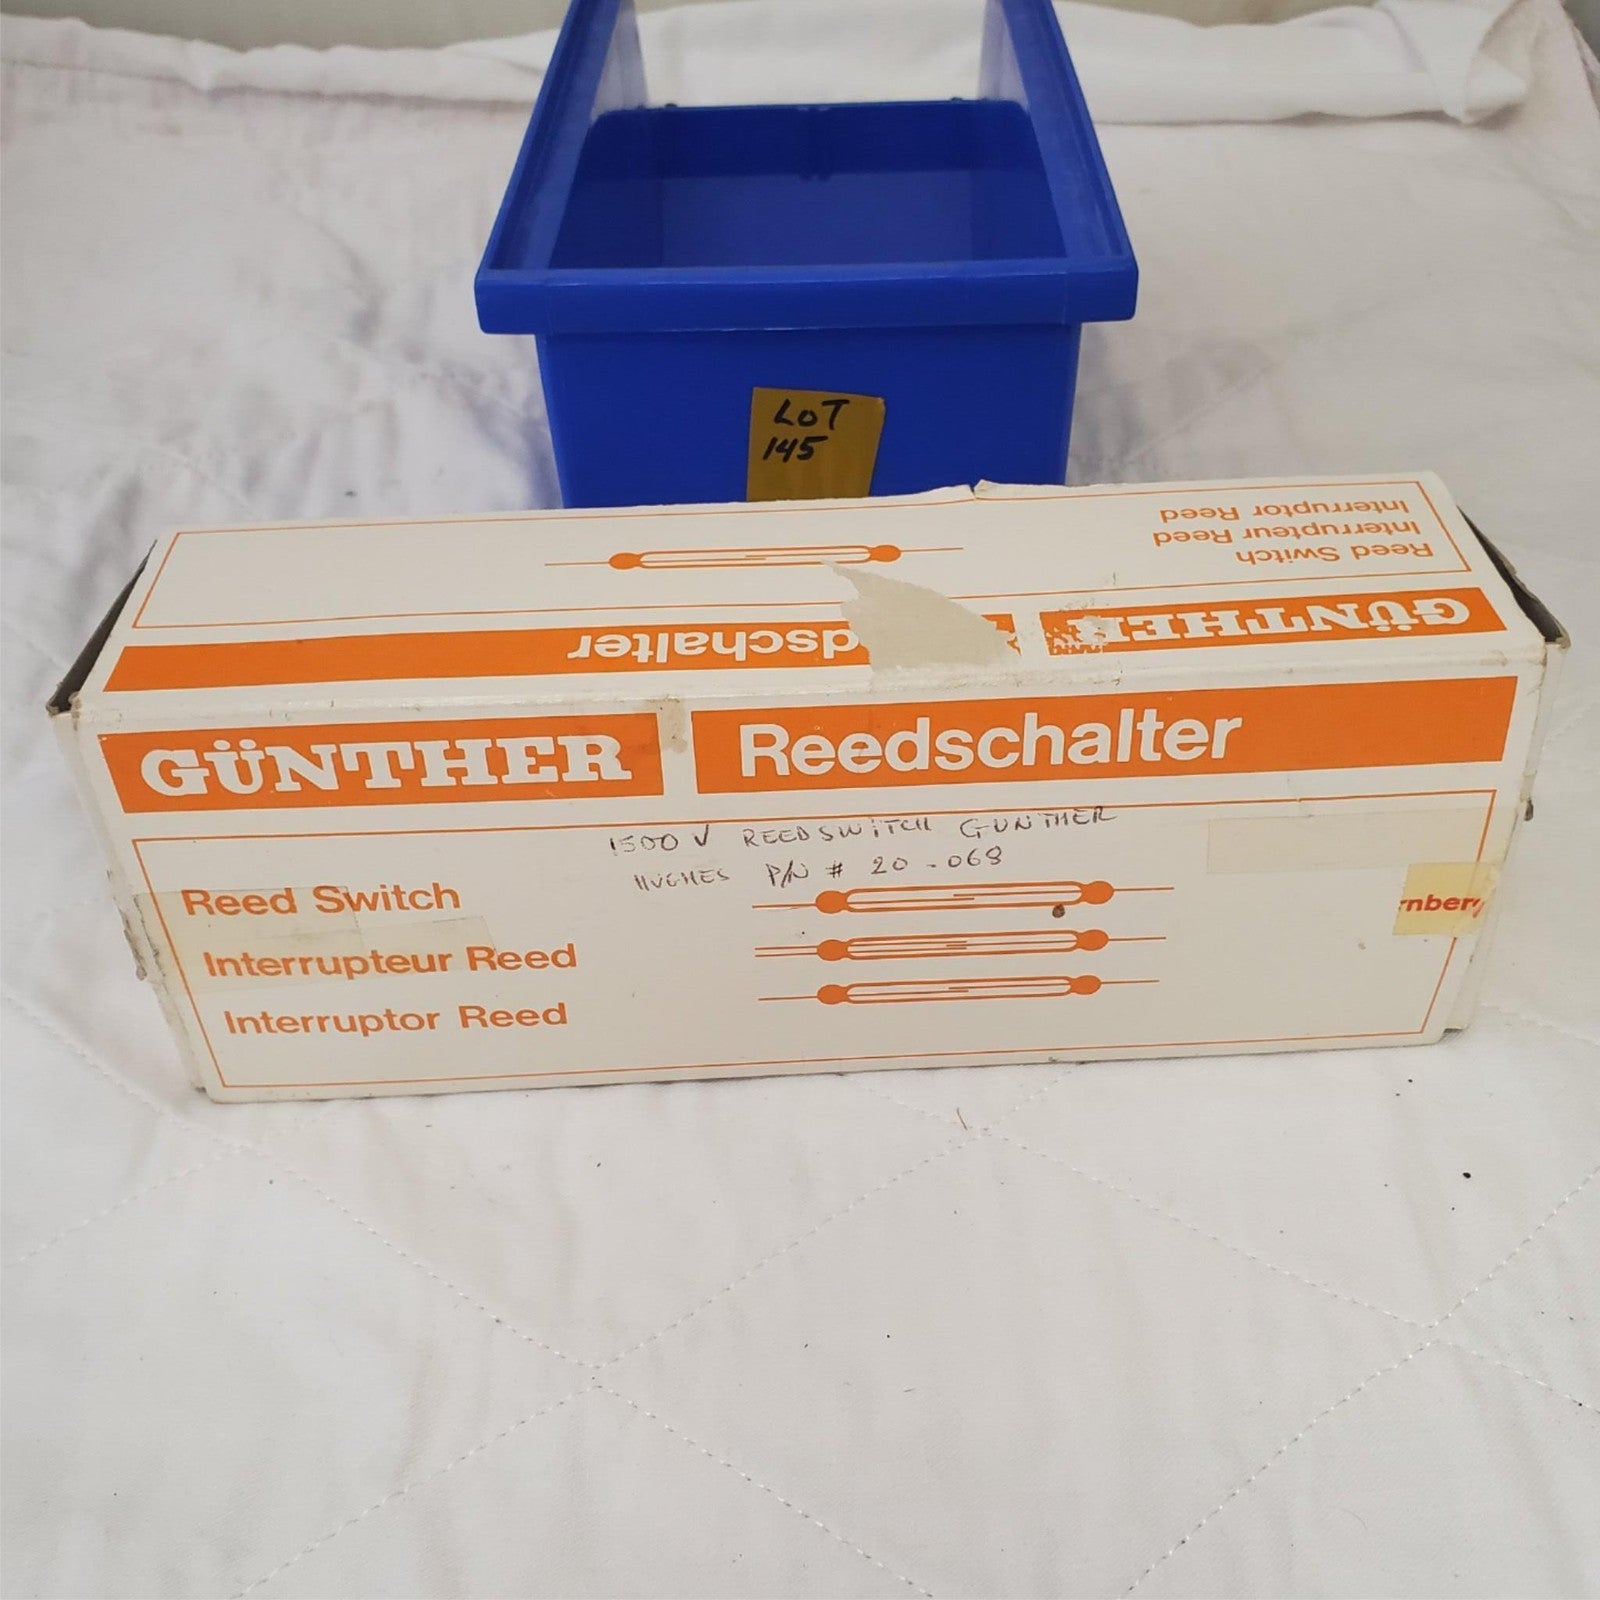 LOT
145
Reed Switch
Interrupteur Reed
Interruptor Reed
GÜNTHER
dschalter
GÜNTHER Reedschalter
1500 V REEDSWITCH GUNTHER
HUGHES P/N # 20-068
Reed Switch
Interrupteur Reed
Interruptor Reed
rnberg